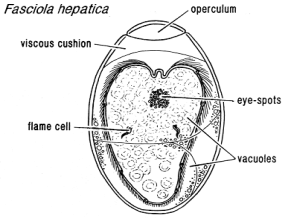 Fasciola hepatica
operculum
viscous cushion
eye-spots
flame cell
vacuoles